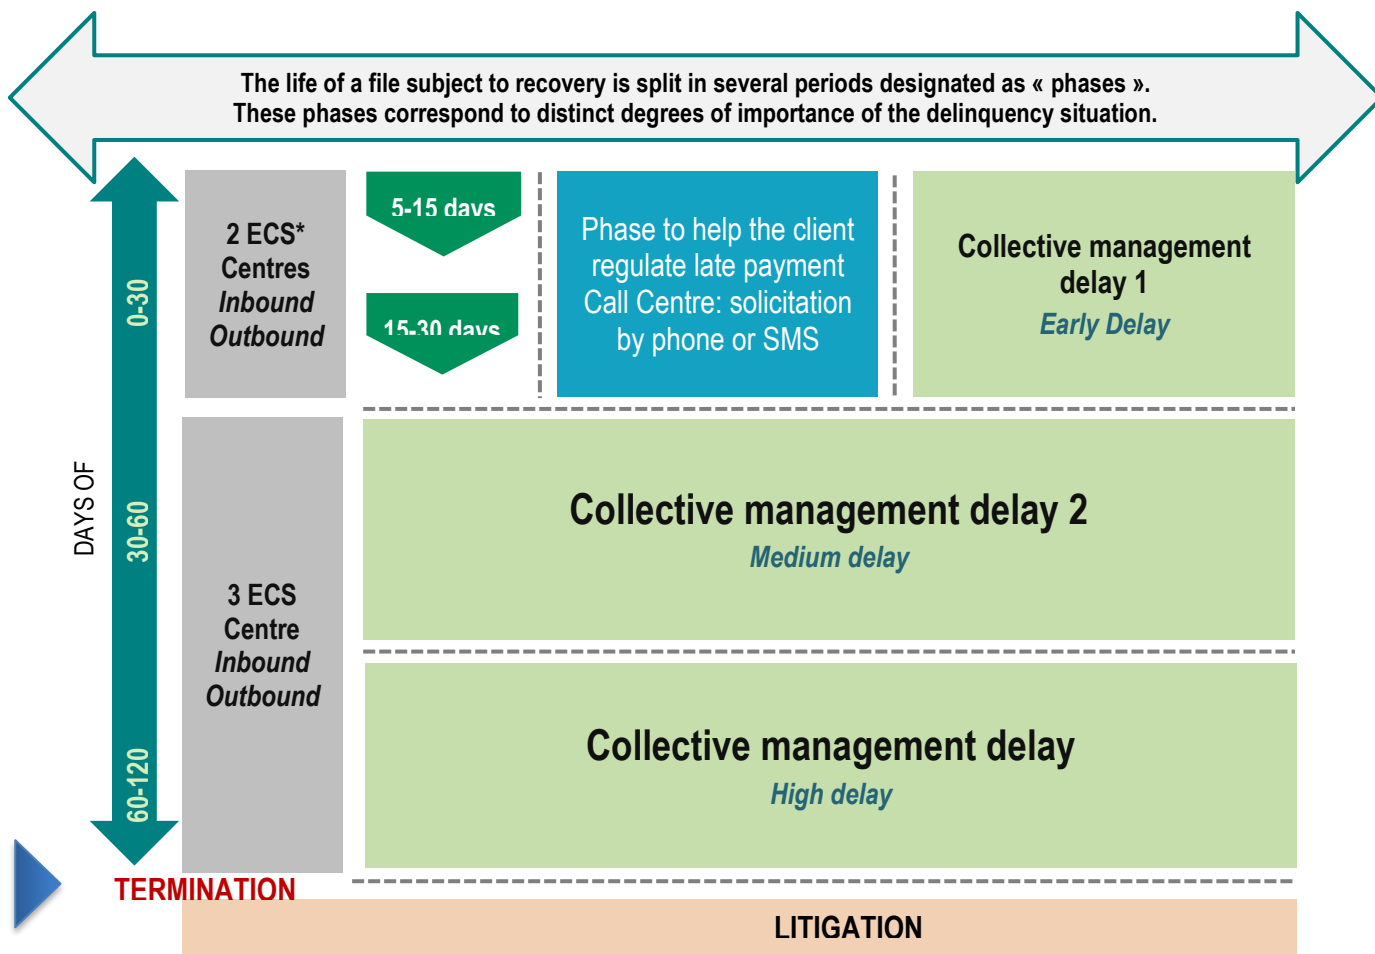 The life of a file subject to recovery is split in several periods designated as « phases ».
These phases correspond to distinct degrees of importance of the delinquency situation.
DAYS OF
0-30
30-60
60-120
2 ECS*
Centres
Inbound
Outbound
5-15 days
15-30 days
Phase to help the client
regulate late payment
Call Centre: solicitation
by phone or SMS
Collective management
delay 1
Early Delay
3 ECS
Centre
Inbound
Outbound
Collective management delay 2
Medium delay
Collective management delay
High delay
TERMINATION
LITIGATION